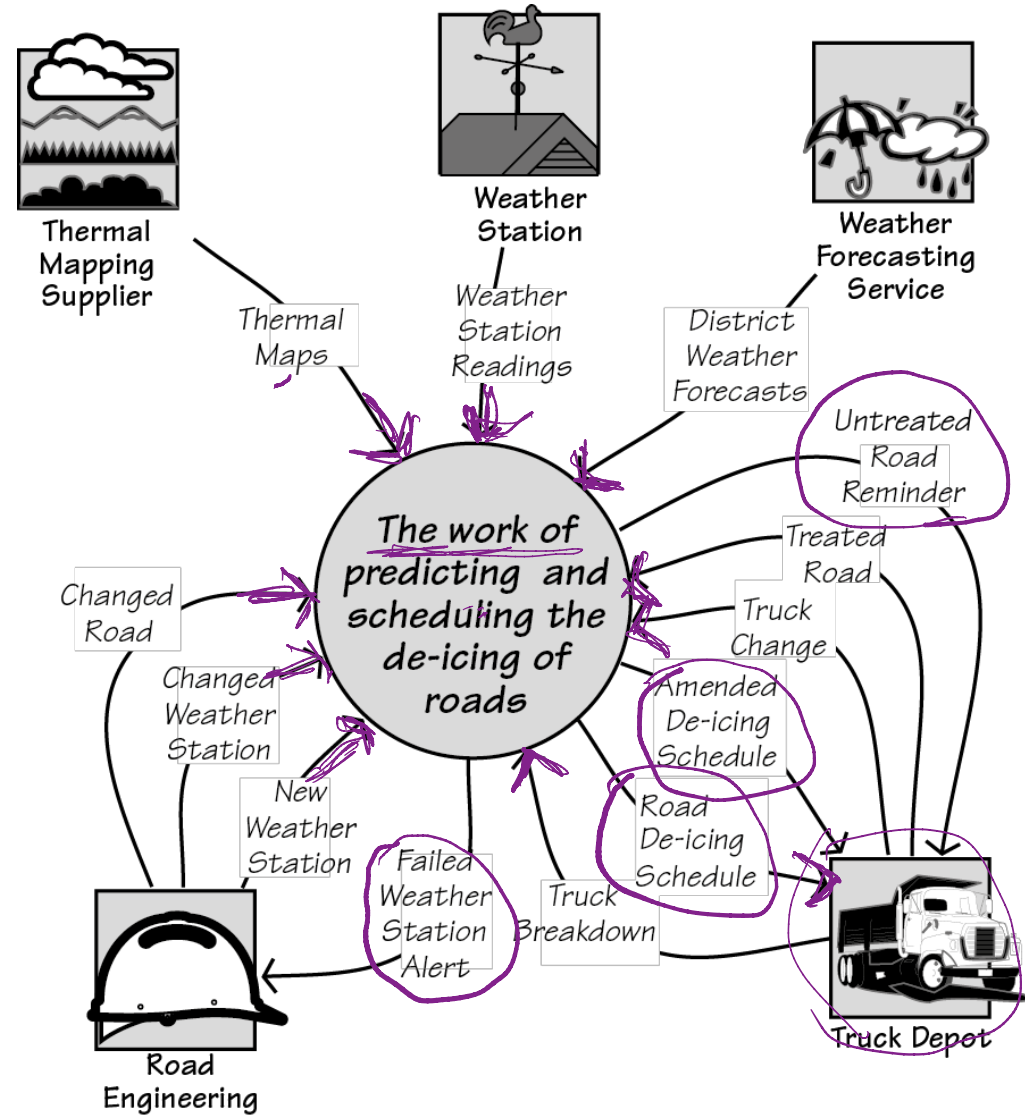 Thermal
Mapping
Supplier
Weather
Station
Weather
Forecasting
Service
Thermal
Maps
Weather
Station
Readings
District
Weather
Forecasts
Untreated
Road
Reminder
Treated
Road
Truck
Change
The work of
predicting and
scheduling the
de-icing of
roads
Changed
Road
Changed
Weather
Station
New
Weather
Station
Amended
De-icing
Schedule
Road
De-icing
Schedule
Failed
Weather
Station
Alert
Truck
Breakdown
Road
Engineering
Truck Depot